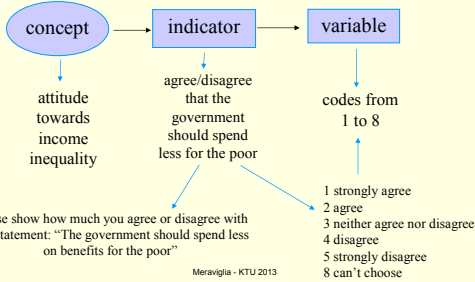 concept
indicator
variable
attitude
towards
income
inequality
agree/disagree
that the
government
should spend
less for the poor
codes from
1 to 8
show how much you agree or disagree with
"The government should spend less
on benefits for the poor"
1 strongly agree
2 agree
3 neither agree nor disagree
4 disagree
5 strongly disagree
8 can't choose
Meraviglia - KTU 2013